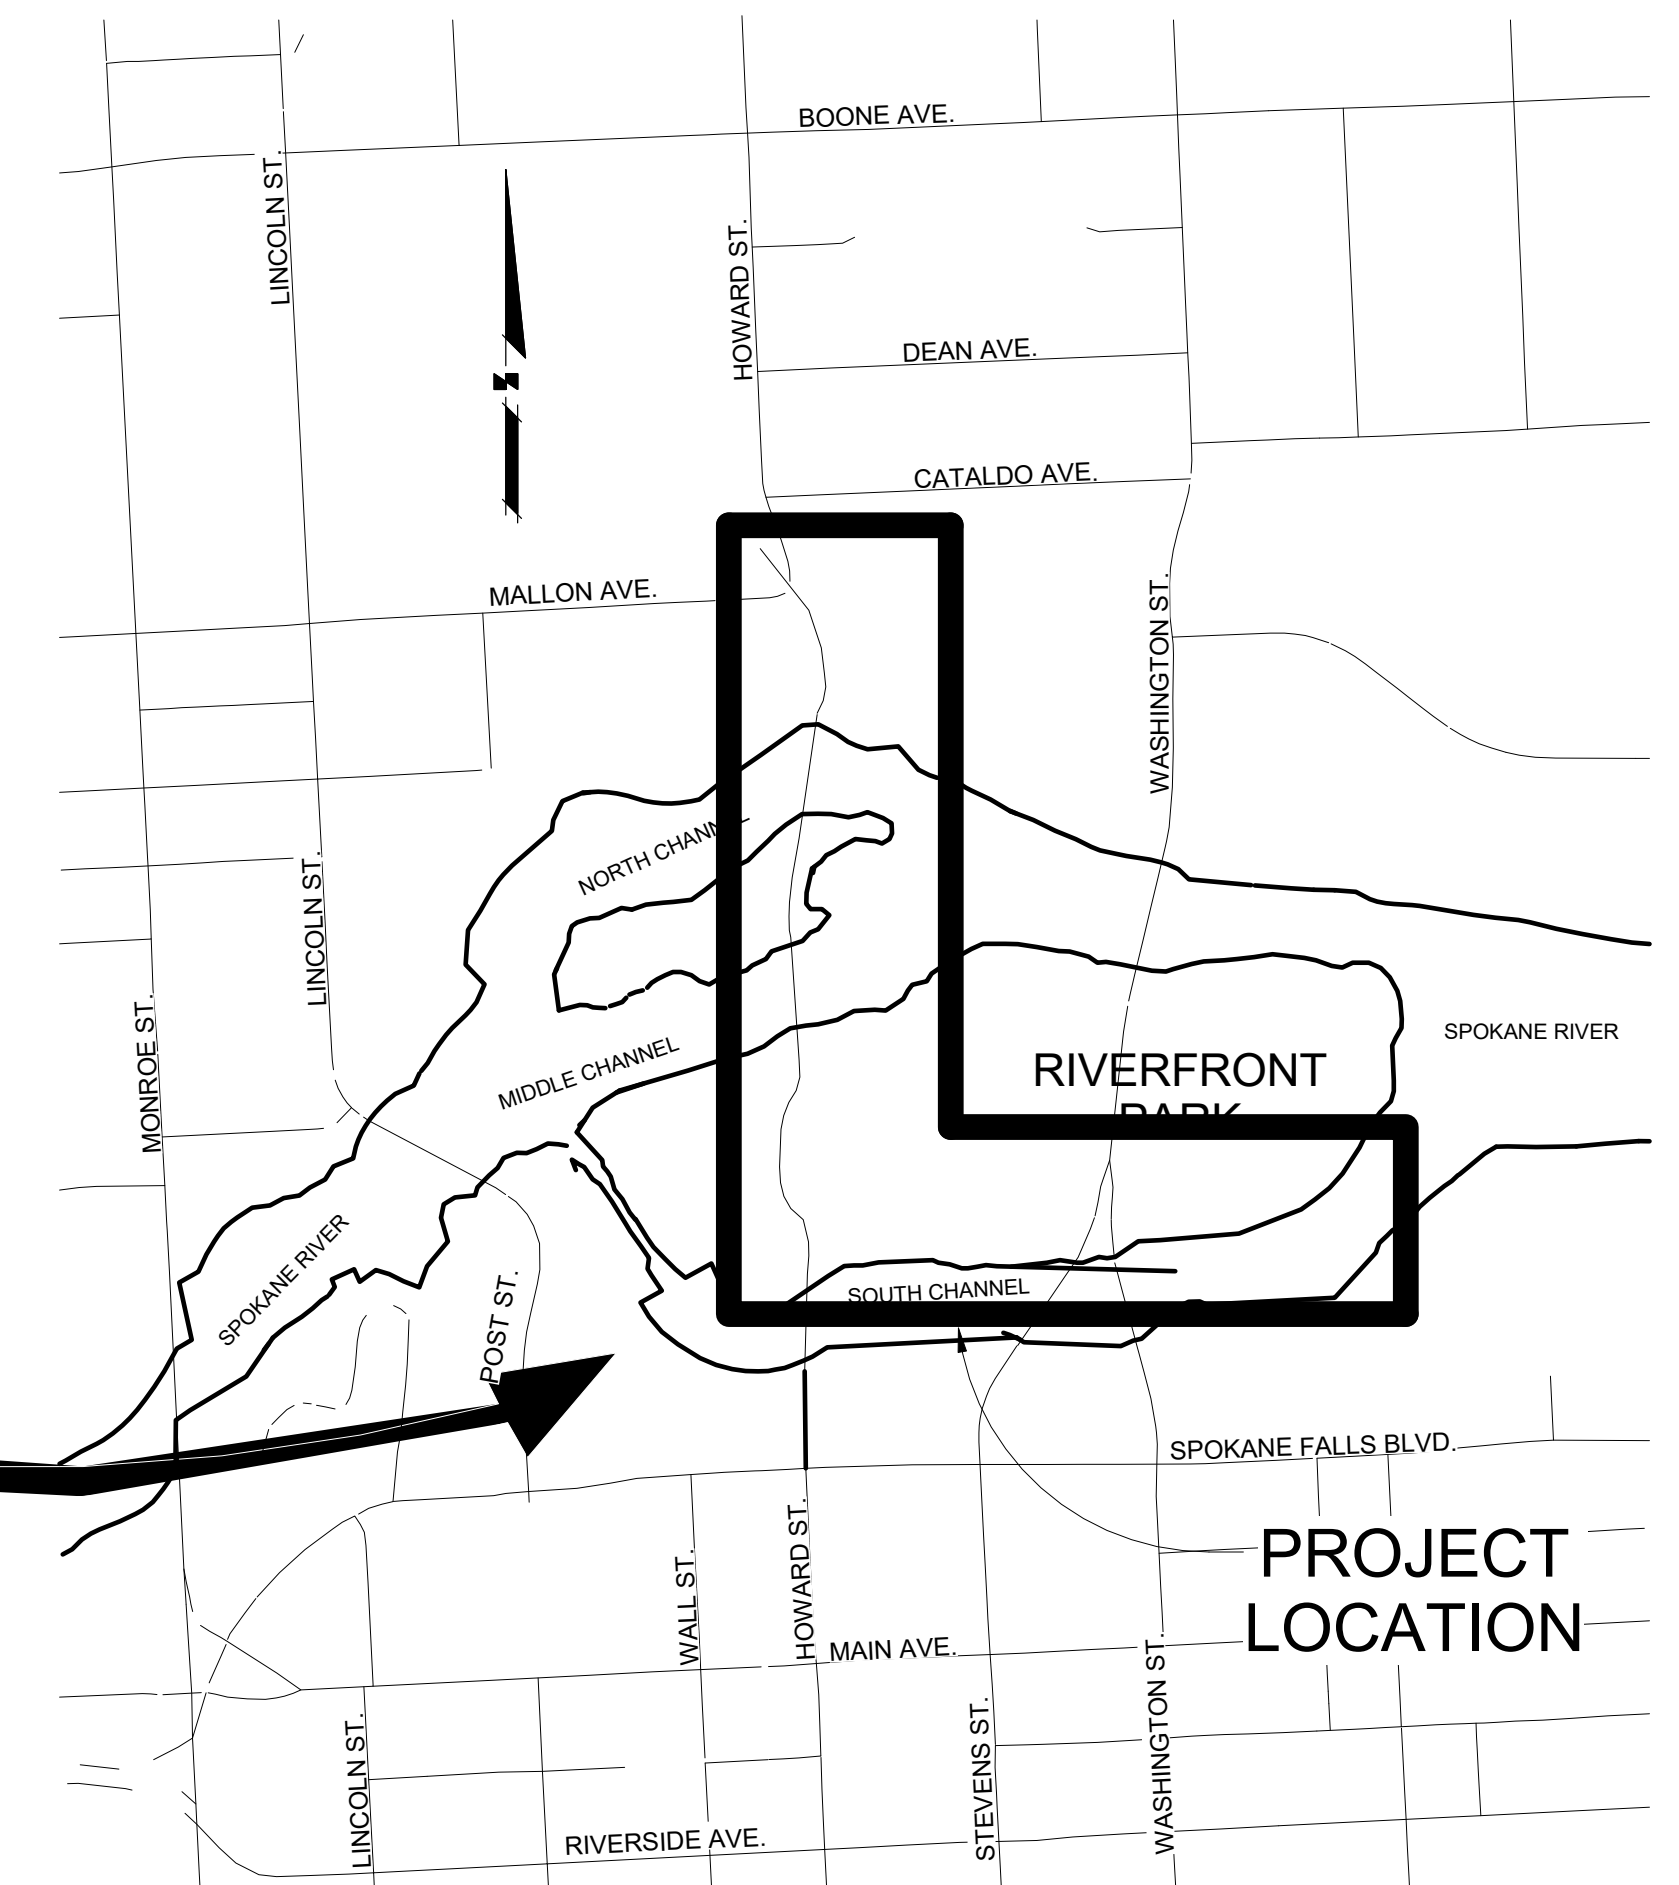 BOONE AVE.
LINCOLN ST.
HOWARD ST.
DEAN AVE.
CATALDO AVE.
MALLON AVE.
WASHINGTON ST.
NORTH CHANNEL
LINCOLN ST.
MONROE ST.
MIDDLE CHANNEL
SPOKANE RIVER
RIVERFRONT
PARK
SPOKANE RIVER
SOUTH CHANNEL
POST ST.
SPOKANE FALLS BLVD.
PROJECT
LOCATION
WALL ST.
HOWARD ST.
MAIN AVE.
LINCOLN ST.
STEVENS ST.
WASHINGTON ST.
RIVERSIDE AVE.